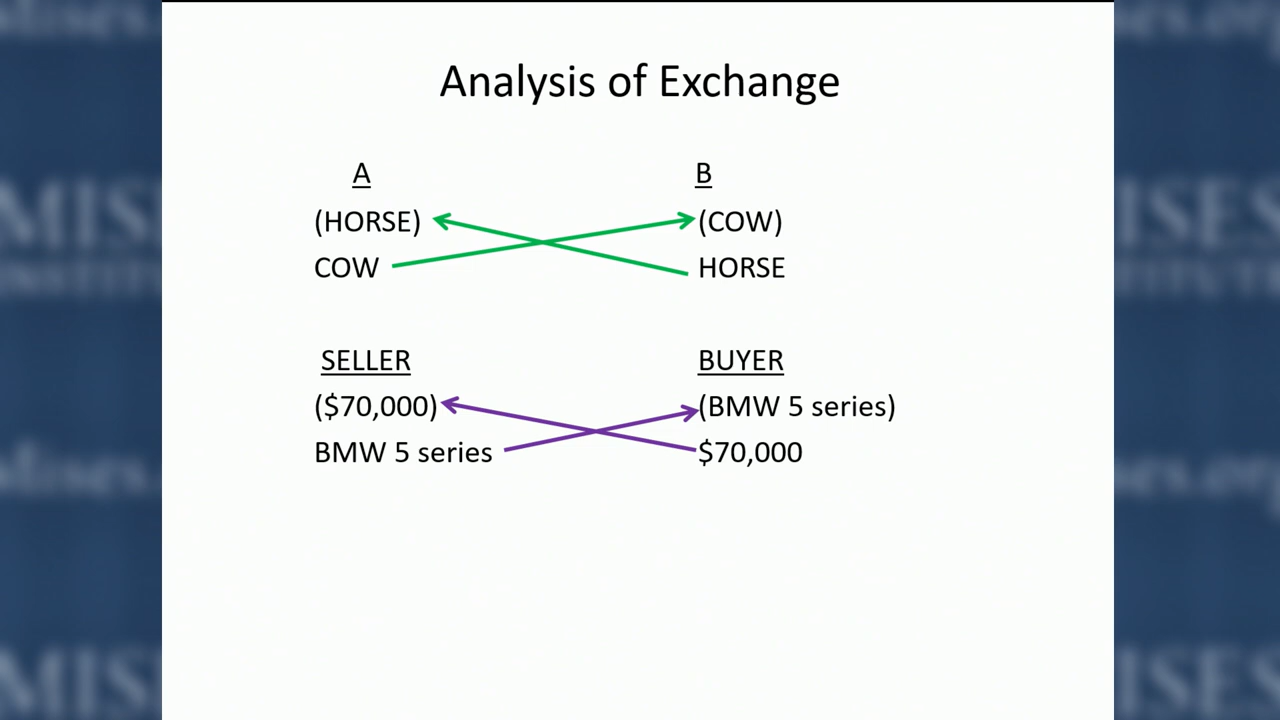 Analysis of Exchange
A B
(HORSE) (COW)
COW HORSE
SELLER BUYER
($70,000) (BMW 5 series)
BMW 5 series $70,000